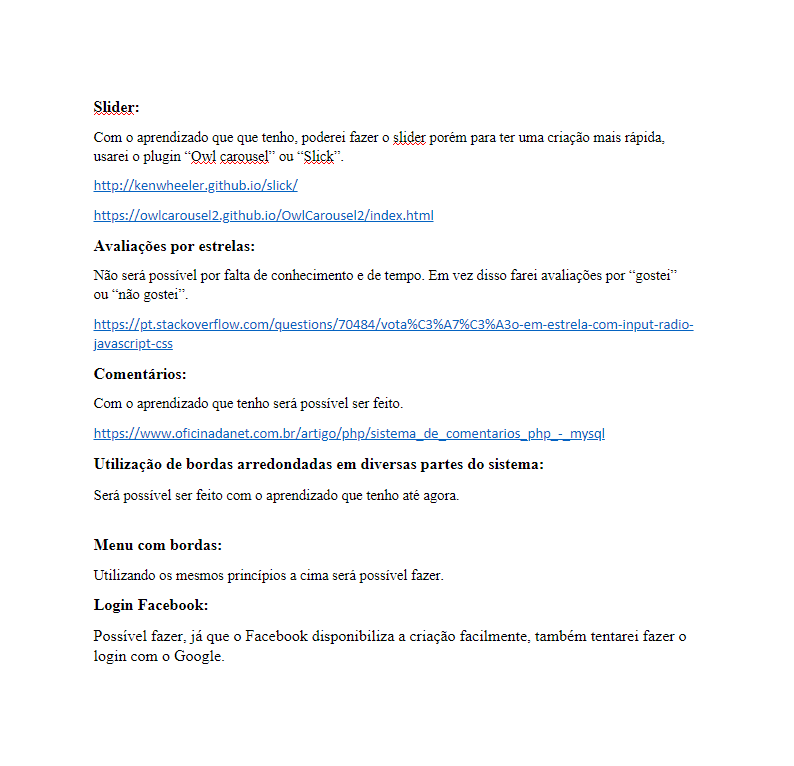 Slider:
Com o aprendizado que que tenho, poderei fazer o slider porém para ter uma criação mais rápida,
usarei o plugin “Owl carousel” ou “Slick”.
http://kenwheeler.github.io/slick/
https://owlcarousel2.github.io/OwlCarousel2/index.html
Avaliações por estrelas:
Não será possível por falta de conhecimento e de tempo. Em vez disso farei avaliações por “gostei”
ou “não gostei”.
https://pt.stackoverflow.com/questions/70484/vota%C3%A7%C3%A3o-em-estrela-com-input-radio-
javascript-css
Comentários:
Com o aprendizado que tenho será possível ser feito.
https://www.oficinadanet.com.br/artigo/php/sistema_de_comentarios_php_-_mysql
Utilização de bordas arredondadas em diversas partes do sistema:
Será possível ser feito com o aprendizado que tenho até agora.
Menu com bordas:
Utilizando os mesmos princípios a cima será possível fazer.
Login Facebook:
Possível fazer, já que o Facebook disponibiliza a criação facilmente, também tentarei fazer o
login com o Google.